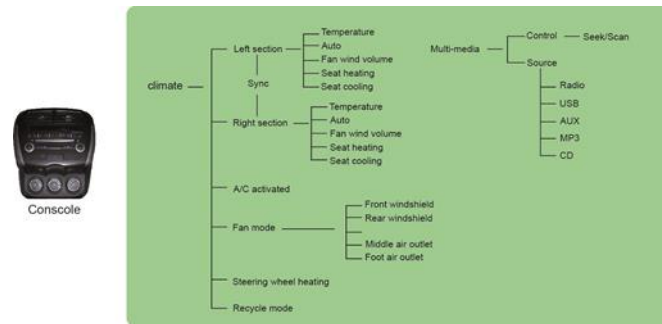 Conscole
climate
Left section
Temperature
Auto
Fan wind volume
Seat heating
Seat cooling
Sync
Right section
Temperature
Auto
Fan wind volume
Seat heating
Seat cooling
A/C activated
Fan mode
Front windshield
Rear windshield
Middle air outlet
Foot air outlet
Steering wheel heating
Recycle mode
Multi-media
Control
Seek/Scan
Source
Radio
USB
AUX
MP3
CD